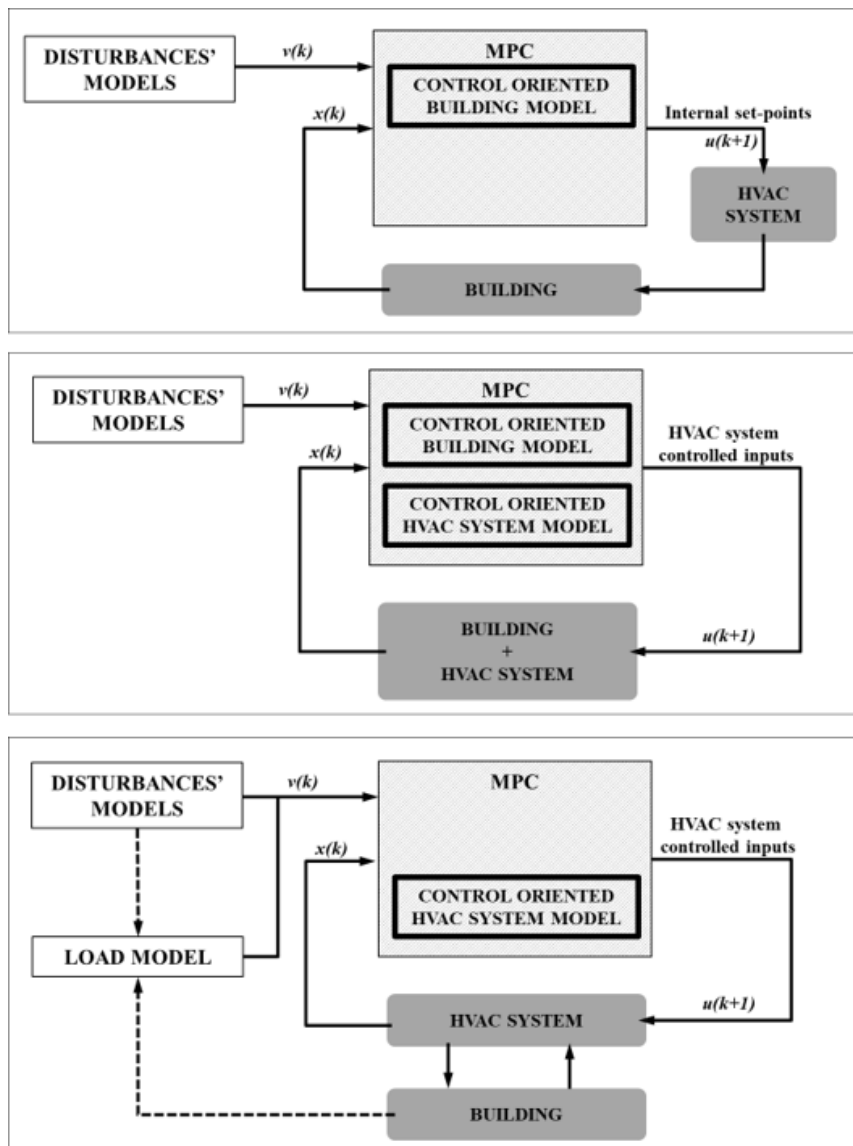 DISTURBANCES'
MODELS
v(k)
MPC
CONTROL ORIENTED
BUILDING MODEL
x(k)
Internal set-points
u(k+1)
HVAC
SYSTEM
BUILDING
DISTURBANCES'
MODELS
v(k)
MPC
CONTROL ORIENTED
BUILDING MODEL
x(k)
CONTROL ORIENTED
HVAC SYSTEM MODEL
HVAC system
controlled inputs
BUILDING
+
HVAC SYSTEM
u(k+1)
DISTURBANCES'
MODELS
v(k)
MPC
x(k)
HVAC system
controlled inputs
CONTROL ORIENTED
HVAC SYSTEM MODEL
LOAD MODEL
HVAC SYSTEM
u(k+1)
BUILDING